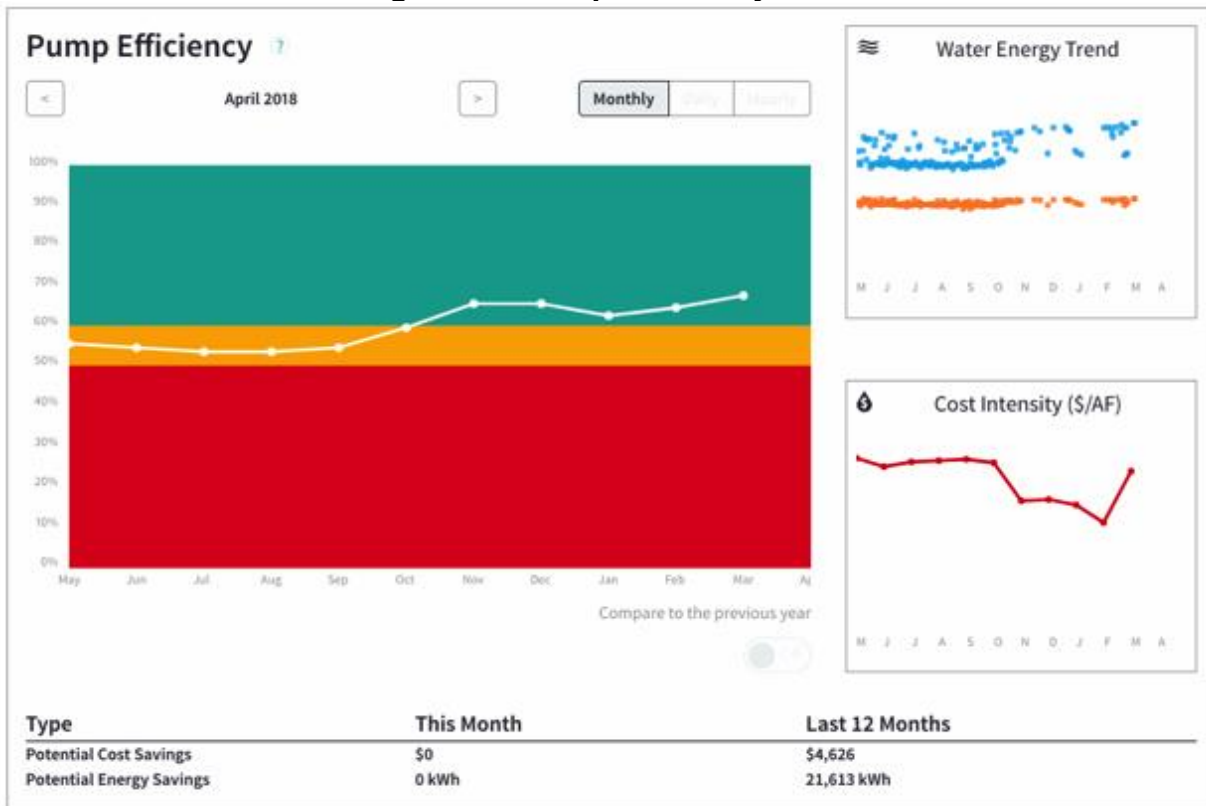 Pump Efficiency ?
< April 2018 >
Monthly Daily Hourly
100%
90%
80%
70%
60%
50%
40%
30%
20%
10%
0%
May Jun Jul Aug Sep Oct Nov Dec Jan Feb Mar
Compare to the previous year
Water Energy Trend
M J J A S O N D J F M A
Cost Intensity ($/AF)
$
M J J A S O N D J F M A
Type This Month Last 12 Months
Potential Cost Savings $0 $4,626
Potential Energy Savings 0 kWh 21,613 kWh